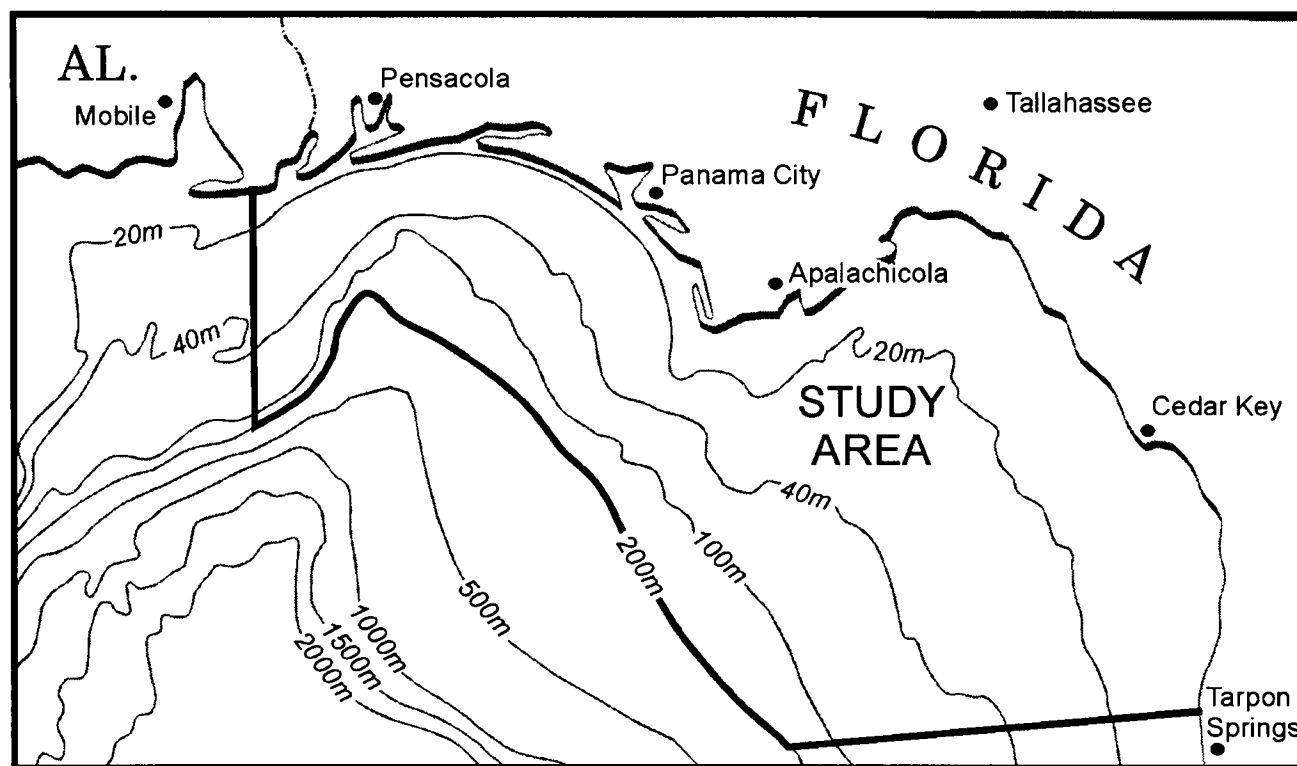 AL.
Mobile
Pensacola
Tallahassee
FLORIDA
Panama City
Apalachicola
20m
40m
20m
STUDY
AREA
Cedar Key
40m
100m
200m
500m
1000m
1500m
2000m
Tarpon
Springs